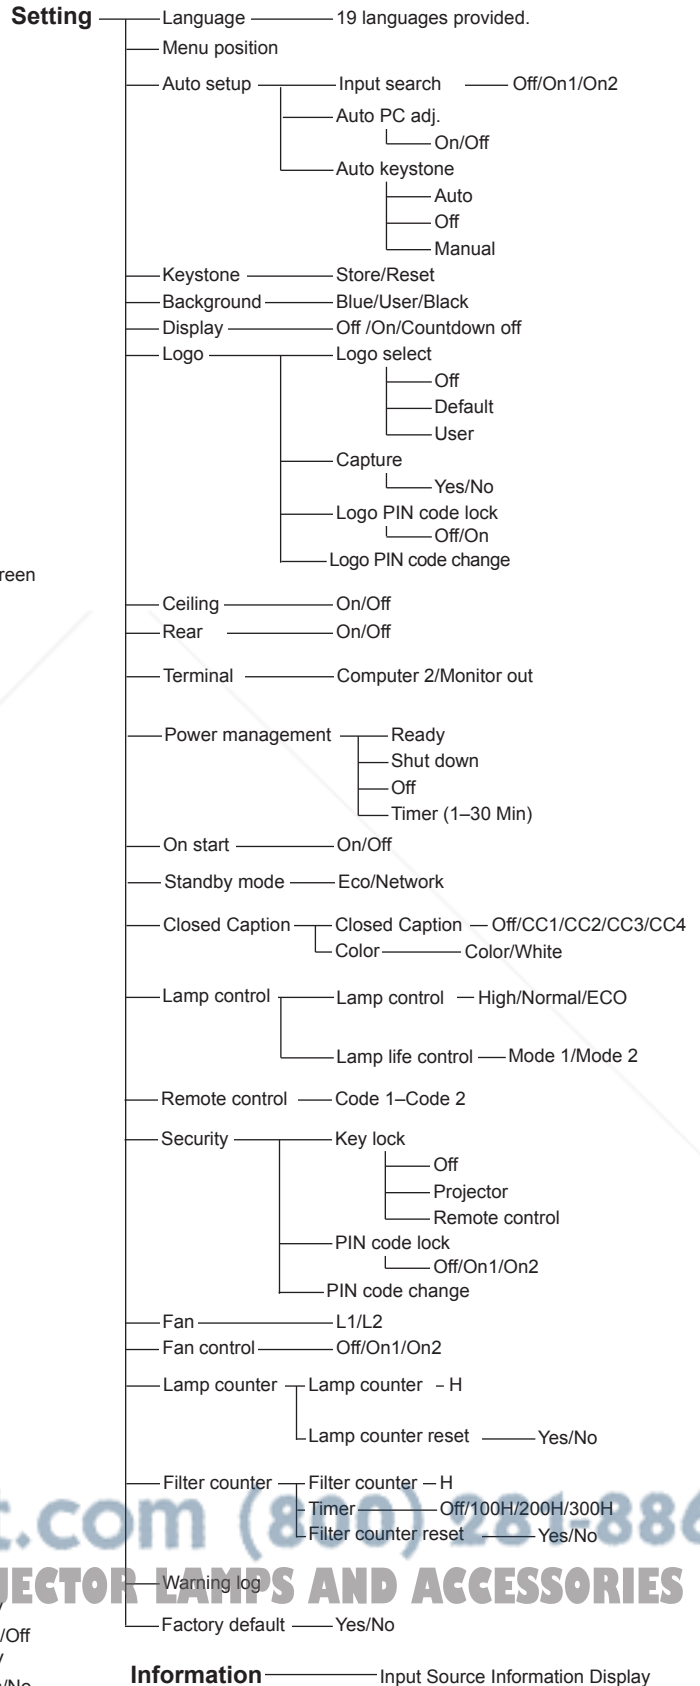 Setting Language 19 languages provided.
Menu position
Auto setup Input search Off/On1/On2
Auto PC adj.
On/Off
Auto keystone
Auto
Off
Manual
Keystone Store/Reset
Background Blue/User/Black
Display Off /On/Countdown off
Logo Logo select
Off
Default
User
Capture
Yes/No
Logo PIN code lock
Off/On
Logo PIN code change
reen
Ceiling On/Off
Rear On/Off
Terminal Computer 2/Monitor out
Power management Ready
Shut down
Off
Timer (1–30 Min)
On start On/Off
Standby mode Eco/Network
Closed Caption Closed Caption Off/CC1/CC2/CC3/CC4
Color Color/White
Lamp control Lamp control High/Normal/ECO
Lamp life control Mode 1/Mode 2
Remote control Code 1–Code 2
Security Key lock
Off
Projector
Remote control
PIN code lock
Off/On1/On2
PIN code change
Fan L1/L2
Fan control Off/On1/On2
Lamp counter Lamp counter H
Lamp counter reset Yes/No
Filter counter Filter counter H
Timer Off/100H/200H/300H
Filter counter reset Yes/No
t.com (800) 281-886
JECTOR LAMPS AND ACCESSORIES
Warning log
Factory default Yes/No
/Off
Information Input Source Information Display